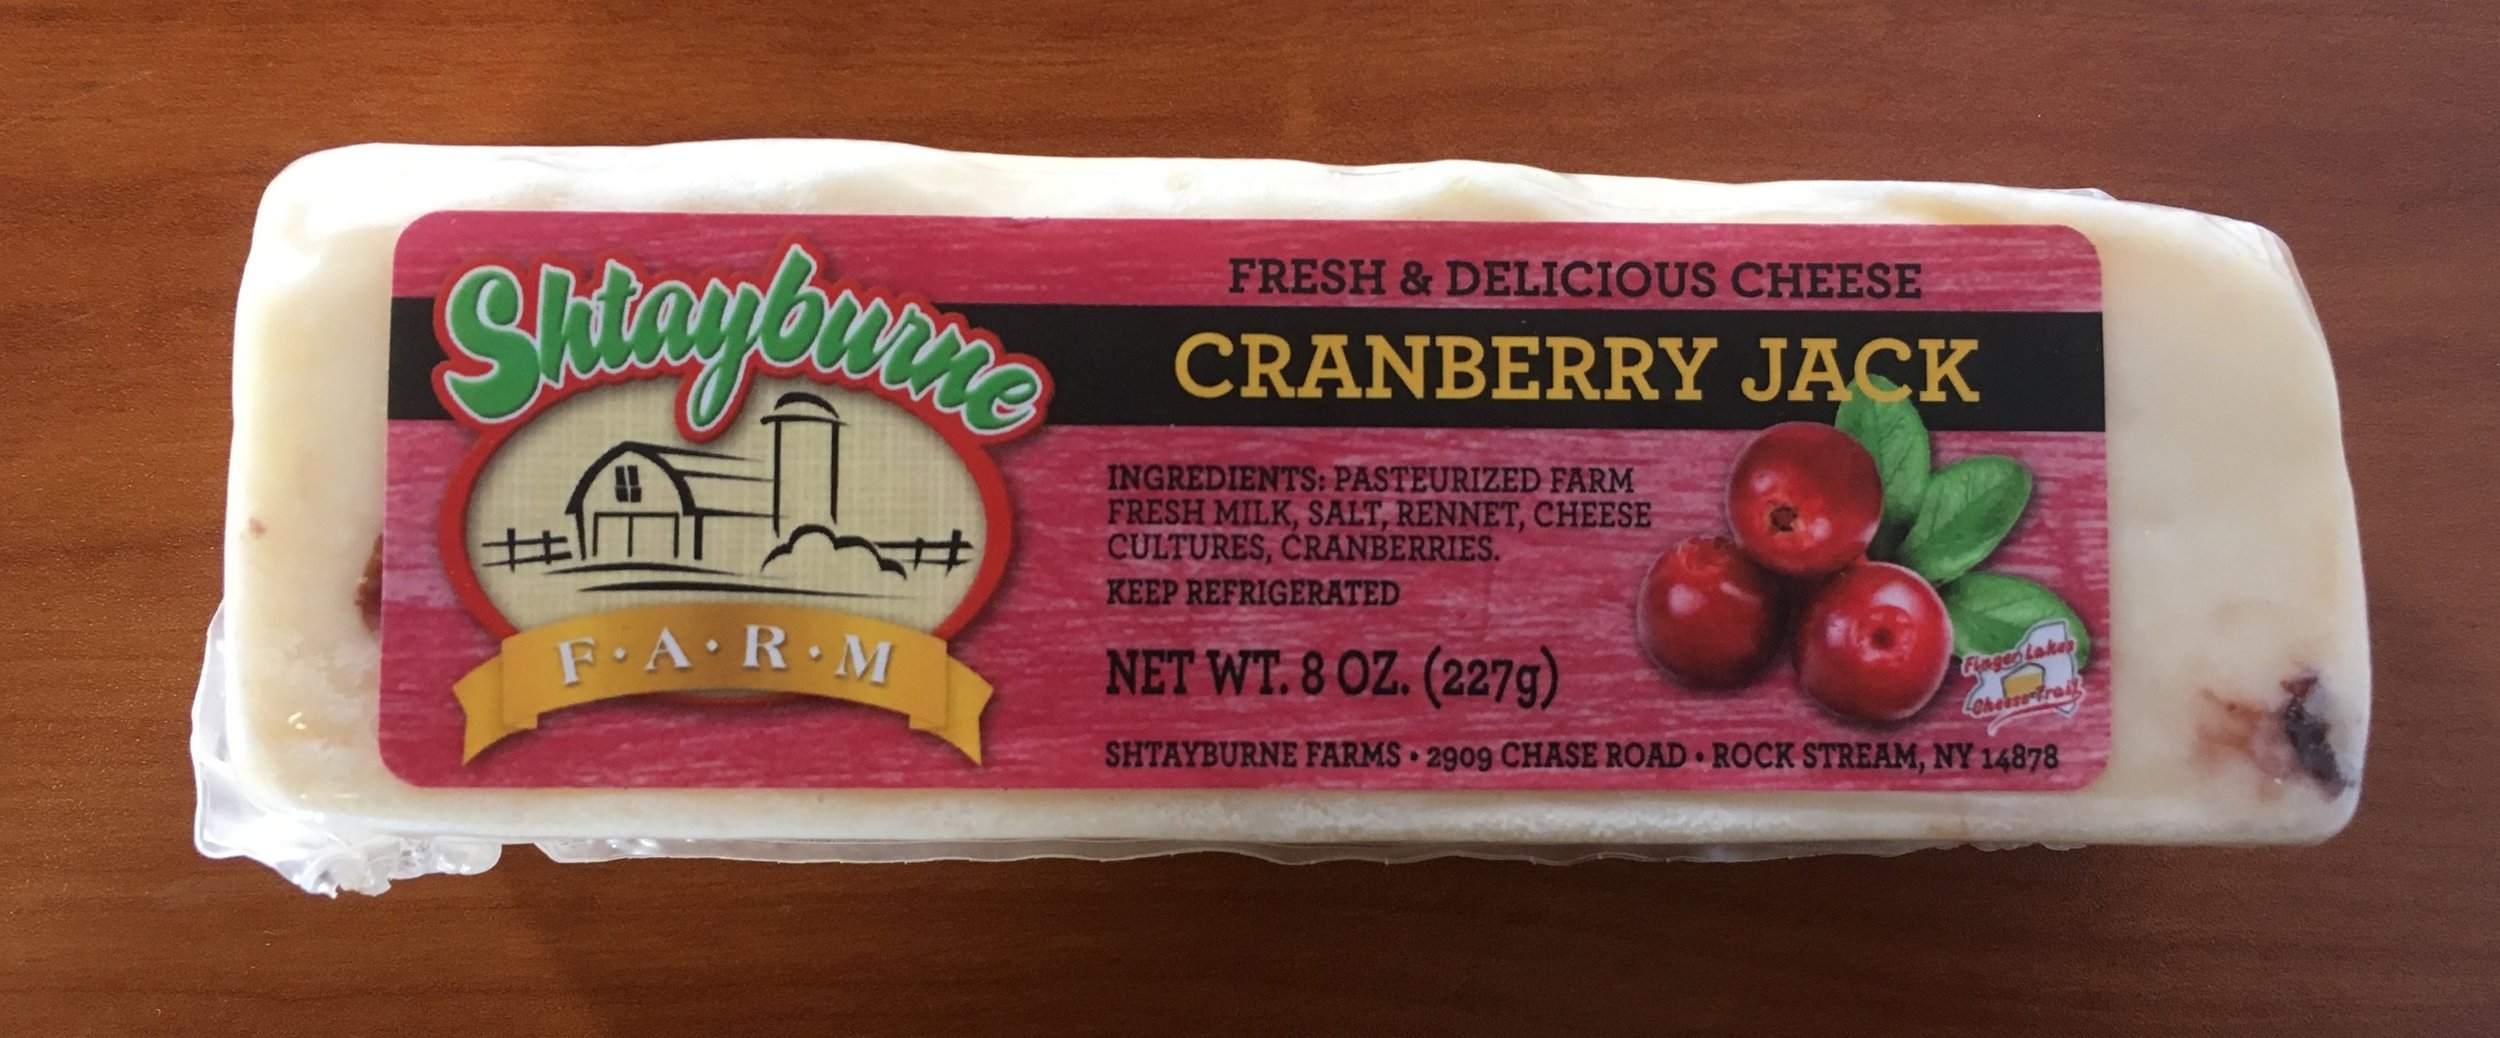 Shtayburne
F·A·R·M
FRESH & DELICIOUS CHEESE
CRANBERRY JACK
INGREDIENTS: PASTEURIZED FARM
FRESH MILK, SALT, RENNET, CHEESE
CULTURES, CRANBERRIES.
KEEP REFRIGERATED
NET WT. 8 OZ. (227g)
Finger Lakes
Cheese Trail
SHTAYBURNE FARMS • 2909 CHASE ROAD • ROCK STREAM, NY 14878